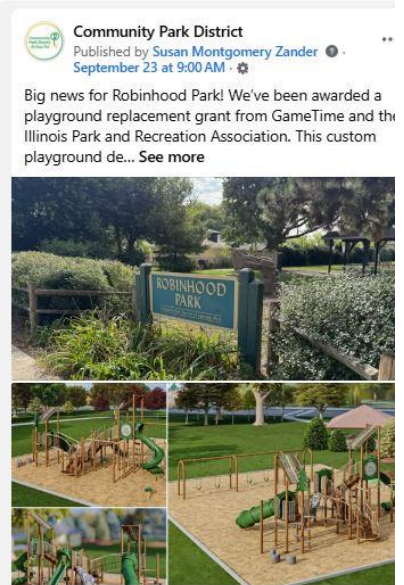 Community Park District
Published by Susan Montgomery Zander
September 23 at 9:00 AM
Big news for Robinhood Park! We've been awarded a
playground replacement grant from GameTime and the
Illinois Park and Recreation Association. This custom
playground de... See more
ROBINHOOD
PARK